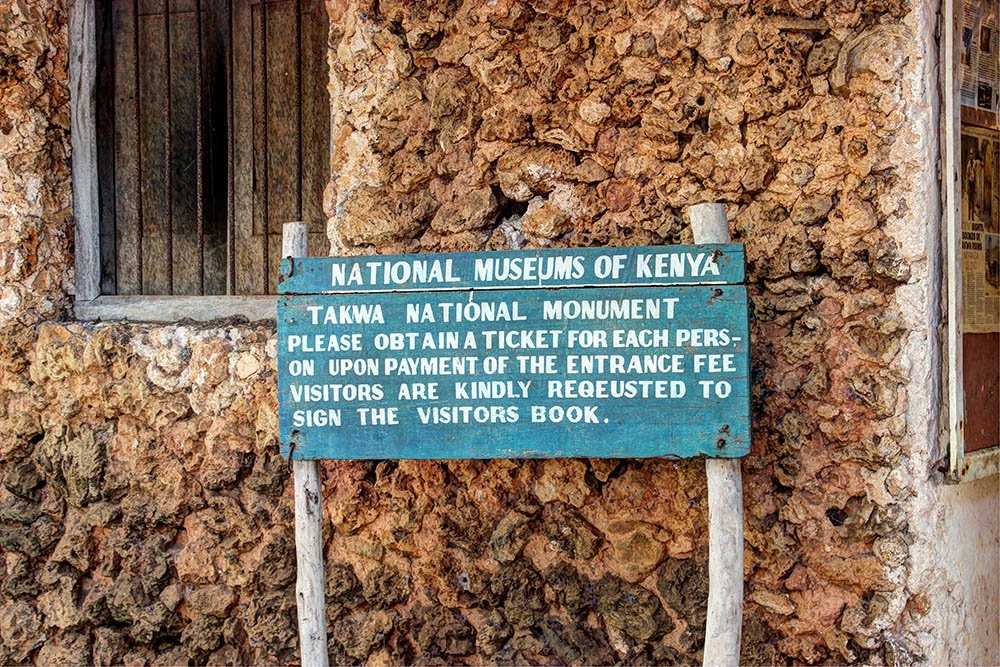 NATIONAL MUSEUMS OF KENYA
TAKWA NATIONAL MONUMENT
PLEASE OBTAIN A TICKET FOR EACH PERS-
ON UPON PAYMENT OF THE ENTRANCE FEE
VISITORS ARE KINDLY REQEUSTED TO
SIGN THE VISITORS BOOK.